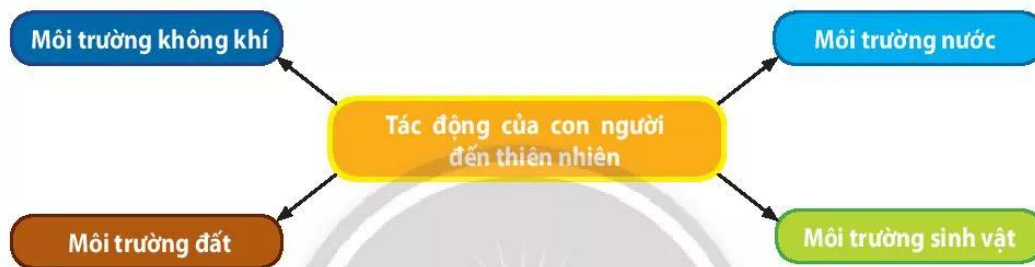 Môi trường không khí
Môi trường nước
Tác động của con người
đến thiên nhiên
Môi trường đất
Môi trường sinh vật